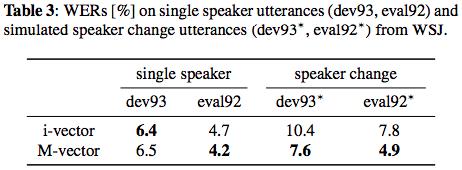 Table 3: WERs [%] on single speaker utterances (dev93, eval92) and
simulated speaker change utterances (dev93*, eval92*) from WSJ.
single speaker speaker change
dev93 eval92 dev93* eval92*
i-vector 6.4 4.7 10.4 7.8
M-vector 6.5 4.2 7.6 4.9